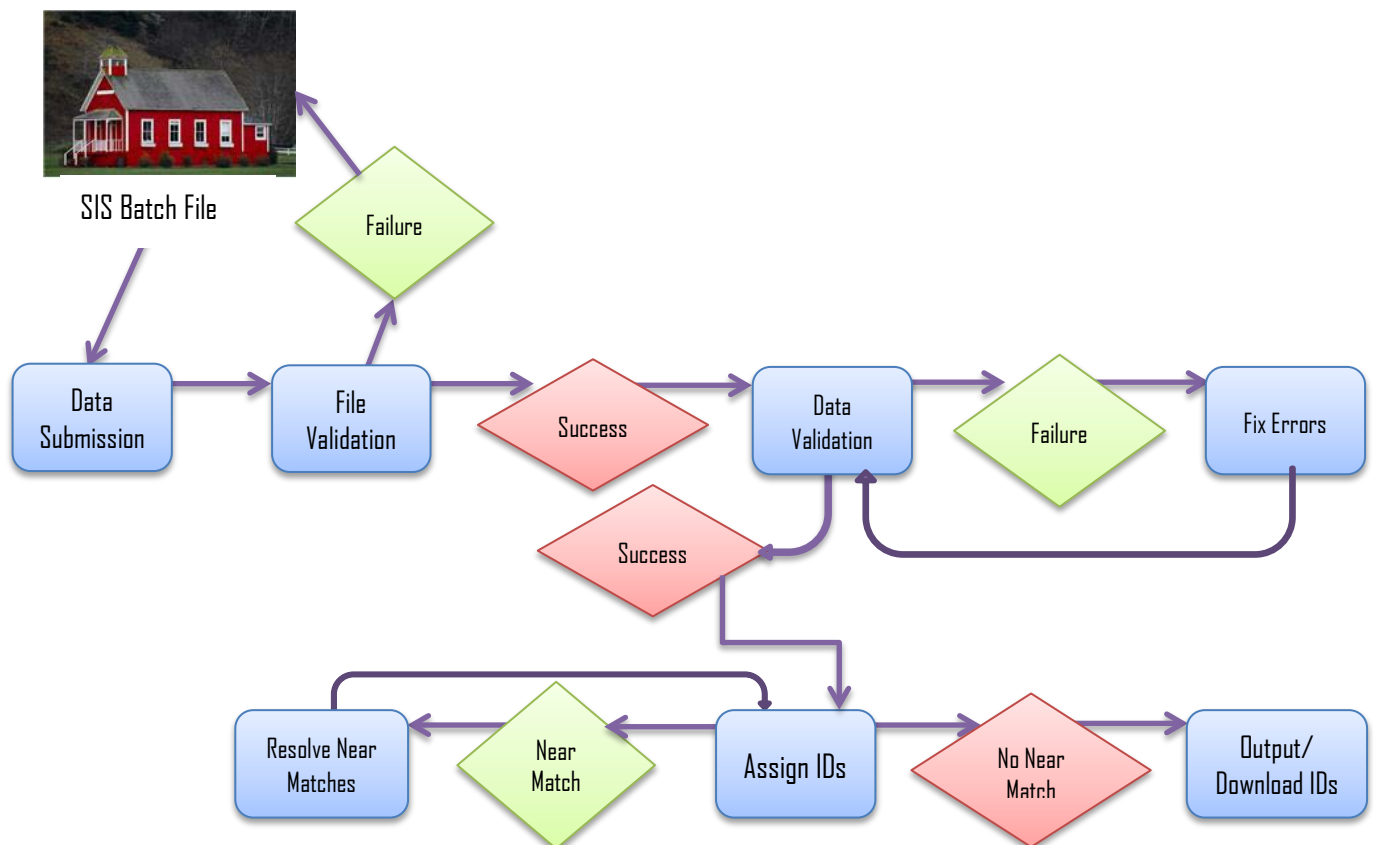 SIS Batch File
Failure
Data
Submission
File
Validation
Success
Data
Validation
Failure
Fix Errors
Success
Resolve Near
Matches
Near
Match
Assign IDs
No Near
Match
Output/
Download IDs